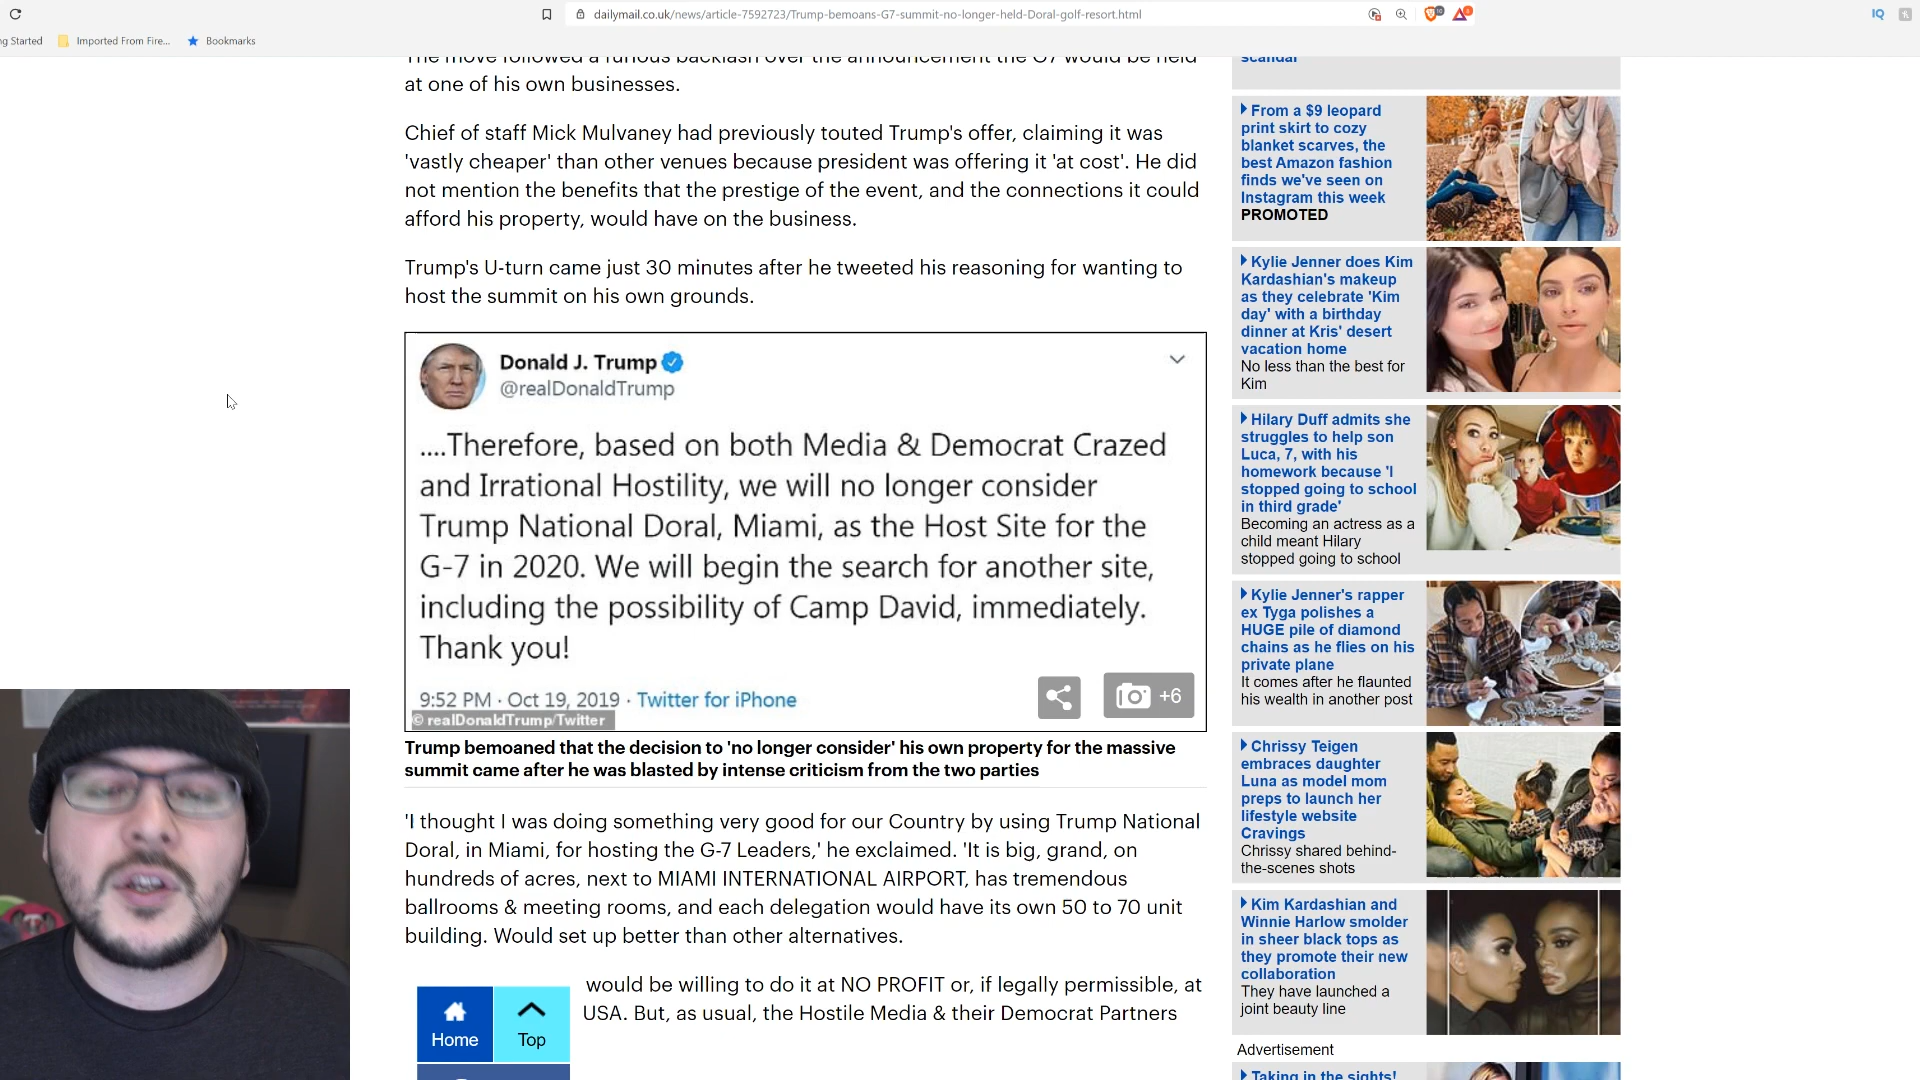 dailymail.co.uk/news/article-7592723/Trump-bemoans-G7-summit-no-longer-held-Doral-golf-resort.html
IQ
ng Started
Imported From Fire...
Bookmarks
The move followed a furious backlash over the announcement the G7 would be held
at one of his own businesses.
Chief of staff Mick Mulvaney had previously touted Trump's offer, claiming it was
'vastly cheaper' than other venues because president was offering it 'at cost'. He did
not mention the benefits that the prestige of the event, and the connections it could
afford his property, would have on the business.
Trump's U-turn came just 30 minutes after he tweeted his reasoning for wanting to
host the summit on his own grounds.
Donald J. Trump
@realDonaldTrump
....Therefore, based on both Media & Democrat Crazed
and Irrational Hostility, we will no longer consider
Trump National Doral, Miami, as the Host Site for the
G-7 in 2020. We will begin the search for another site,
including the possibility of Camp David, immediately.
Thank you!
9:52 PM · Oct 19, 2019 · Twitter for iPhone
© realDonaldTrump/Twitter
+6
Trump bemoaned that the decision to 'no longer consider' his own property for the massive
summit came after he was blasted by intense criticism from the two parties
'I thought I was doing something very good for our Country by using Trump National
Doral, in Miami, for hosting the G-7 Leaders,' he exclaimed. 'It is big, grand, on
hundreds of acres, next to MIAMI INTERNATIONAL AIRPORT, has tremendous
ballrooms & meeting rooms, and each delegation would have its own 50 to 70 unit
building. Would set up better than other alternatives.
would be willing to do it at NO PROFIT or, if legally permissible, at
USA. But, as usual, the Hostile Media & their Democrat Partners
Home
Top
scandal
From a $9 leopard
print skirt to cozy
blanket scarves, the
best Amazon fashion
finds we've seen on
Instagram this week
PROMOTED
Kylie Jenner does Kim
Kardashian's makeup
as they celebrate 'Kim
day' with a birthday
dinner at Kris' desert
vacation home
No less than the best for
Kim
Hilary Duff admits she
struggles to help son
Luca, 7, with his
homework because 'I
stopped going to school
in third grade'
Becoming an actress as a
child meant Hilary
stopped going to school
Kylie Jenner's rapper
ex Tyga polishes a
HUGE pile of diamond
chains as he flies on his
private plane
It comes after he flaunted
his wealth in another post
Chrissy Teigen
embraces daughter
Luna as model mom
preps to launch her
lifestyle website
Cravings
Chrissy shared behind-
the-scenes shots
Kim Kardashian and
Winnie Harlow smolder
in sheer black tops as
they promote their new
collaboration
They have launched a
joint beauty line
Advertisement
Taking in the sights!